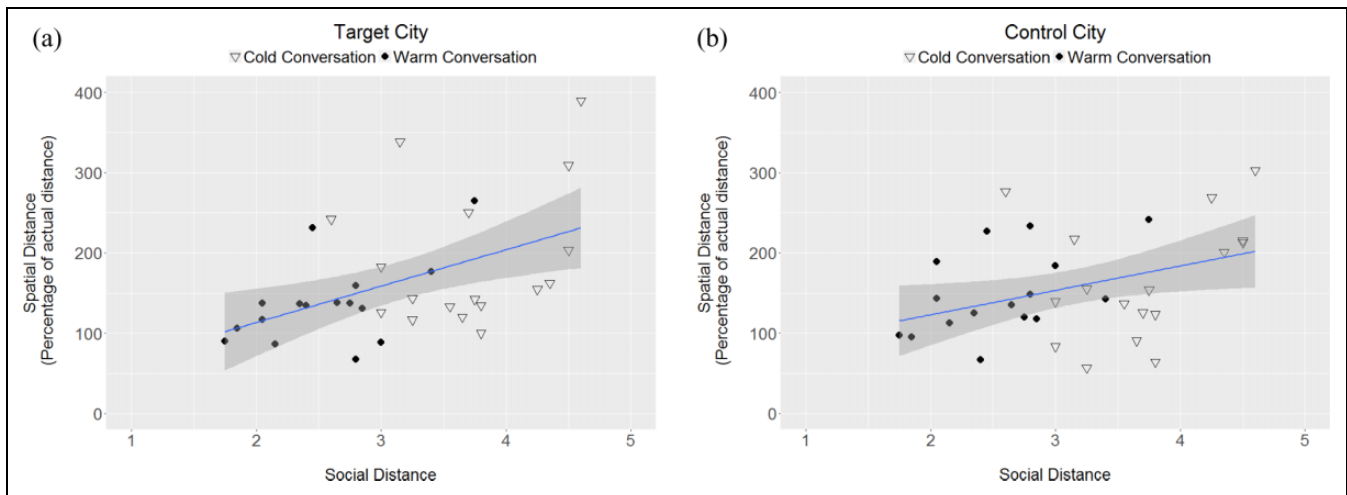 (a)
Target City
▽ Cold Conversation ● Warm Conversation
Spatial Distance
(Percentage of actual distance)
400
300
200
100
0
1 2 3 4 5
Social Distance
(b)
Control City
▽ Cold Conversation ● Warm Conversation
Spatial Distance
(Percentage of actual distance)
400
300
200
100
0
1 2 3 4 5
Social Distance